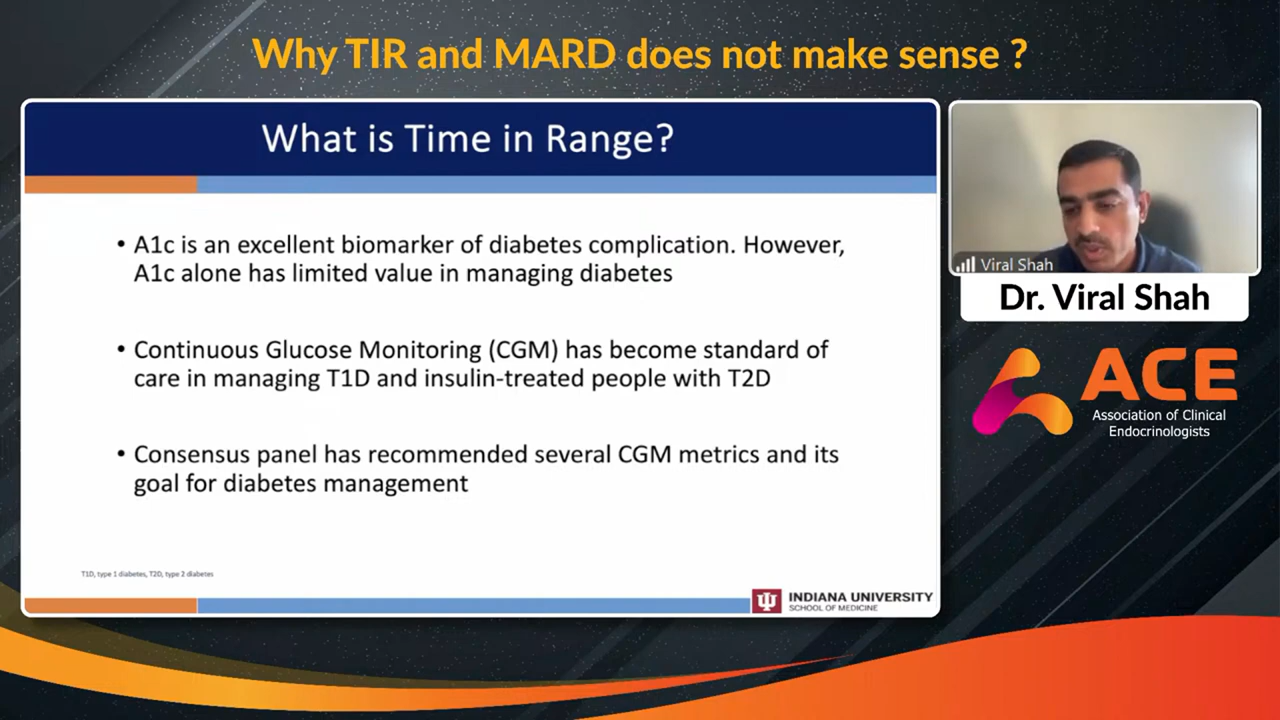 Why TIR and MARD does not make sense ?
What is Time in Range?
• A1c is an excellent biomarker of diabetes complication. However,
A1c alone has limited value in managing diabetes
• Continuous Glucose Monitoring (CGM) has become standard of
care in managing T1D and insulin-treated people with T2D
• Consensus panel has recommended several CGM metrics and its
goal for diabetes management
T1D, type 1 diabetes, T2D, type 2 diabetes
INDIANA UNIVERSITY
SCHOOL OF MEDICINE
Viral Shah
Dr. Viral Shah
ACE
Association of Clinical
Endocrinologists